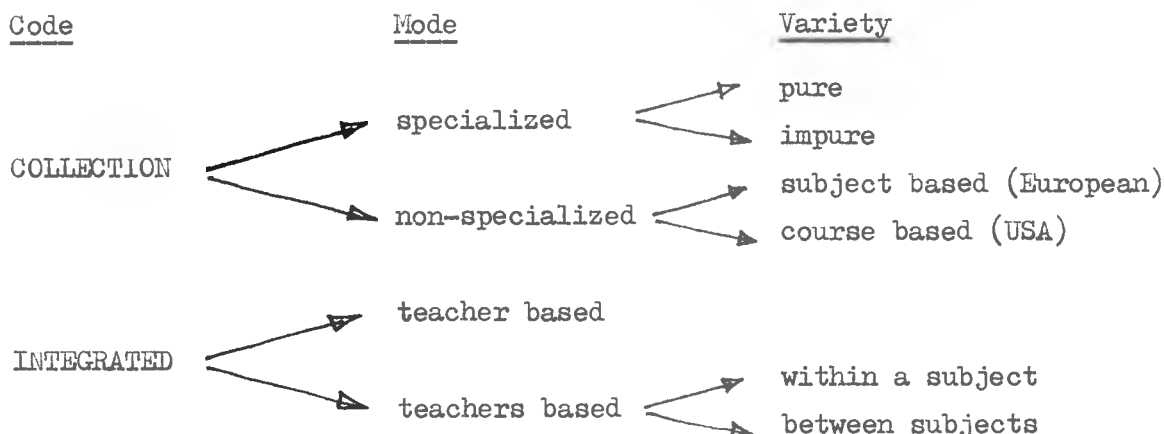 Code Mode Variety
pure
specialized
impure
COLLECTION
subject based (European)
non-specialized
course based (USA)
teacher based
INTEGRATED
within a subject
teachers based
between subjects